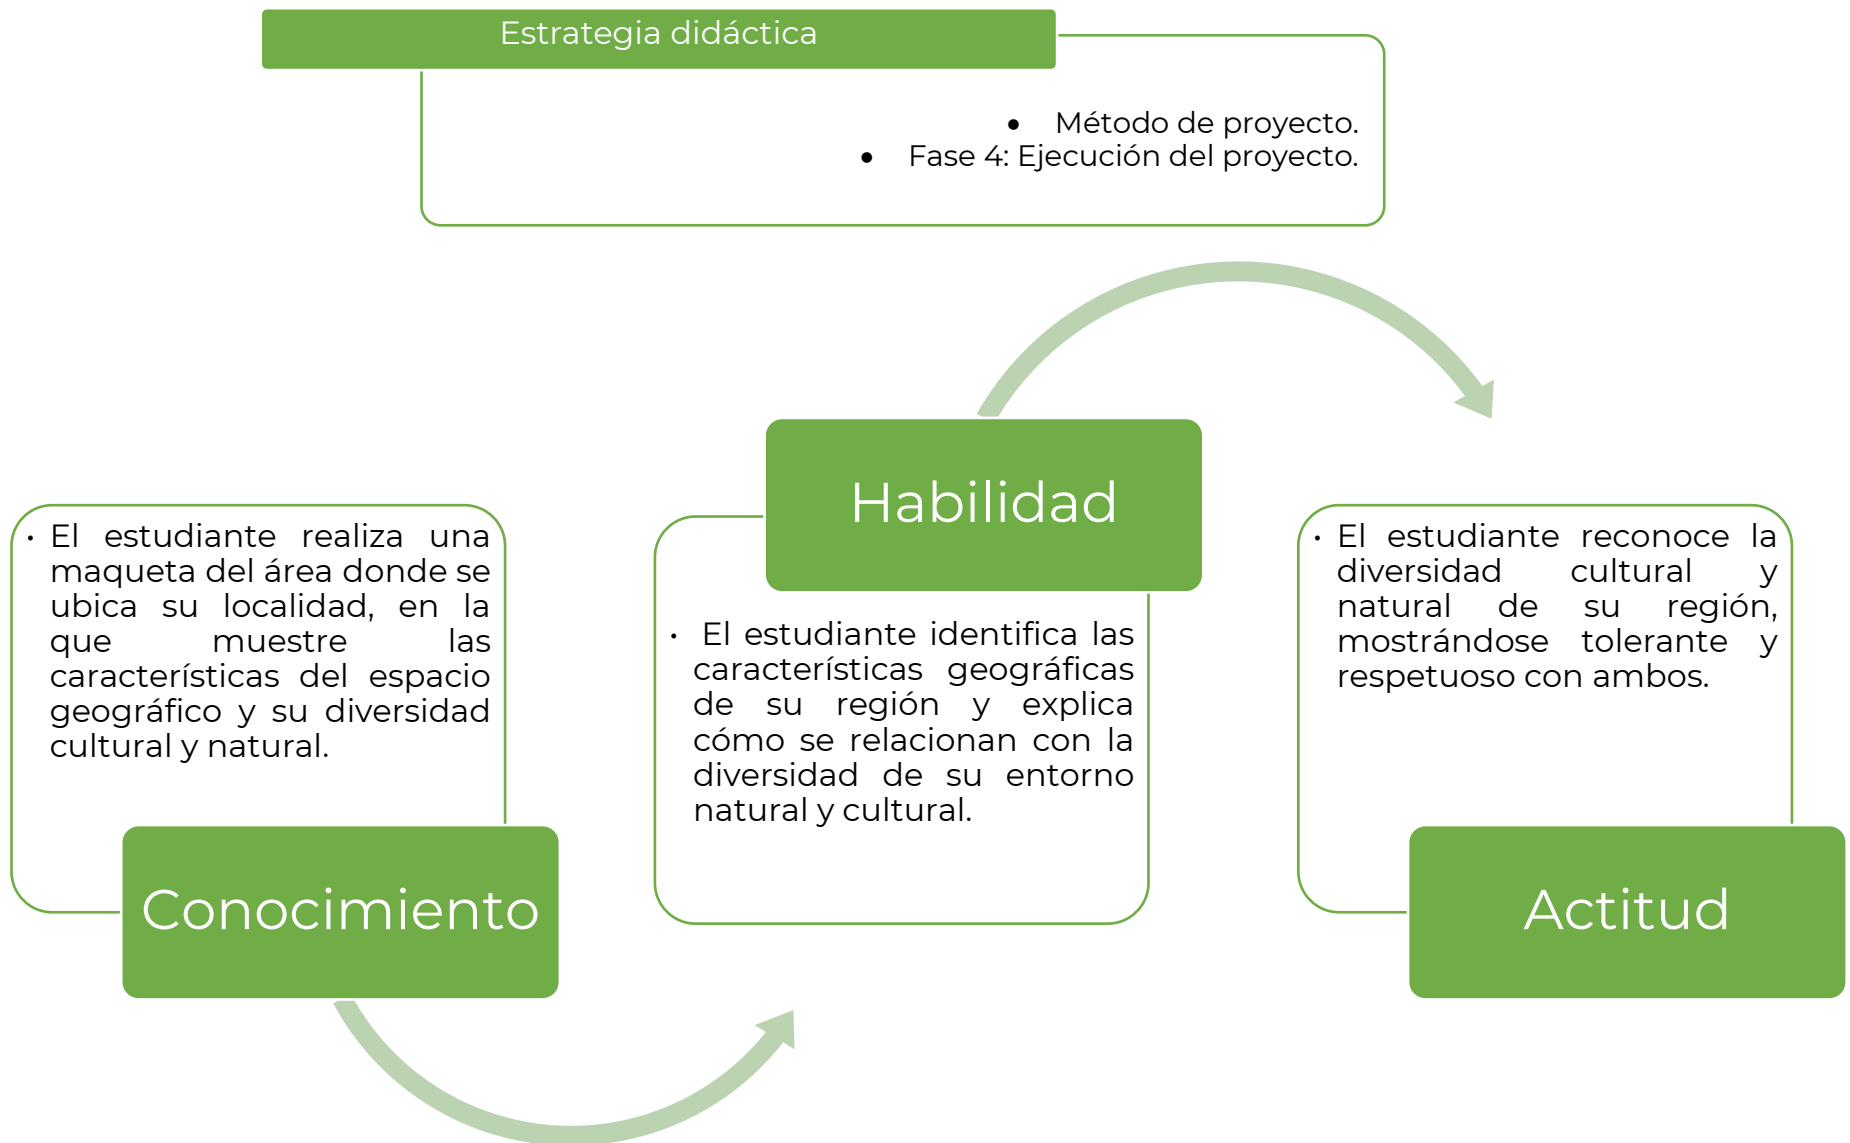 Estrategia didáctica
• Método de proyecto.
• Fase 4: Ejecución del proyecto.
• El estudiante realiza una
maqueta del área donde se
ubica su localidad, en la
que muestre las
características del espacio
geográfico y su diversidad
cultural y natural.
Conocimiento
Habilidad
• El estudiante identifica las
características geográficas
de su región y explica
cómo se relacionan con la
diversidad de su entorno
natural y cultural.
• El estudiante reconoce la
diversidad cultural y
natural de su región,
mostrándose tolerante y
respetuoso con ambos.
Actitud